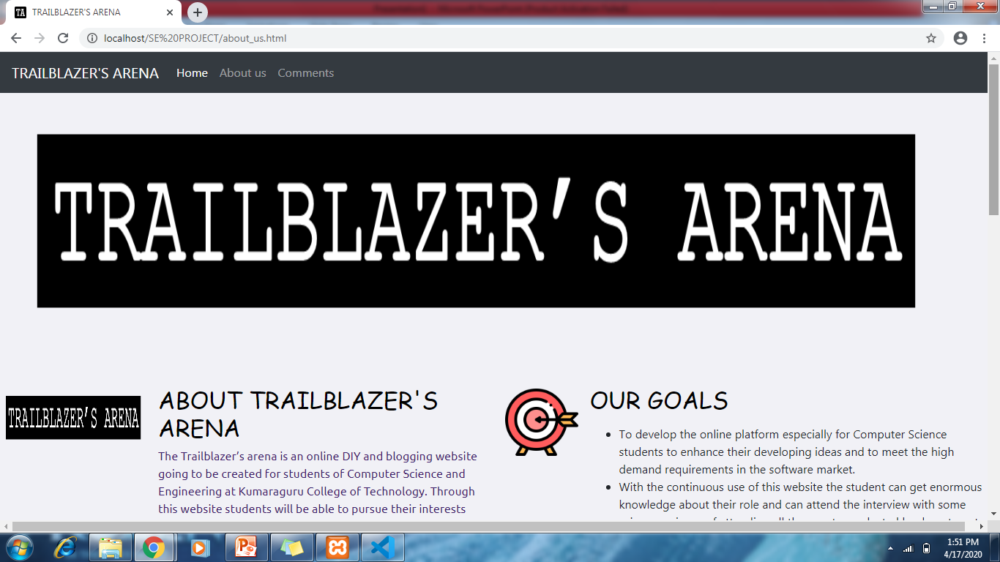 TRAILBLAZER'S ARENA
localhost/SE%20PROJECT/about_us.html
TRAILBLAZER'S ARENA Home About us Comments
TRAILBLAZER'S ARENA
TRAILBLAZER'S ARENA
ABOUT TRAILBLAZER'S
ARENA
The Trailblazer’s arena is an online DIY and blogging website
going to be created for students of Computer Science and
Engineering at Kumaraguru College of Technology. Through
this website students will be able to pursue their interests
OUR GOALS
To develop the online platform especially for Computer Science
students to enhance their developing ideas and to meet the high
demand requirements in the software market.
With the continuous use of this website the student can get enormous
knowledge about their role and can attend the interview with some
1:51 PM
4/17/2020